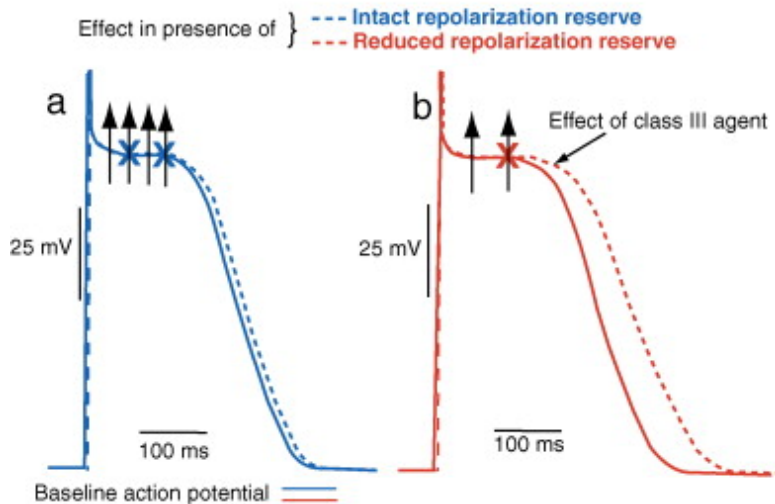 Effect in presence of } Intact repolarization reserve
Reduced repolarization reserve
a
b
Effect of class III agent
25 mV
25 mV
100 ms
100 ms
Baseline action potential